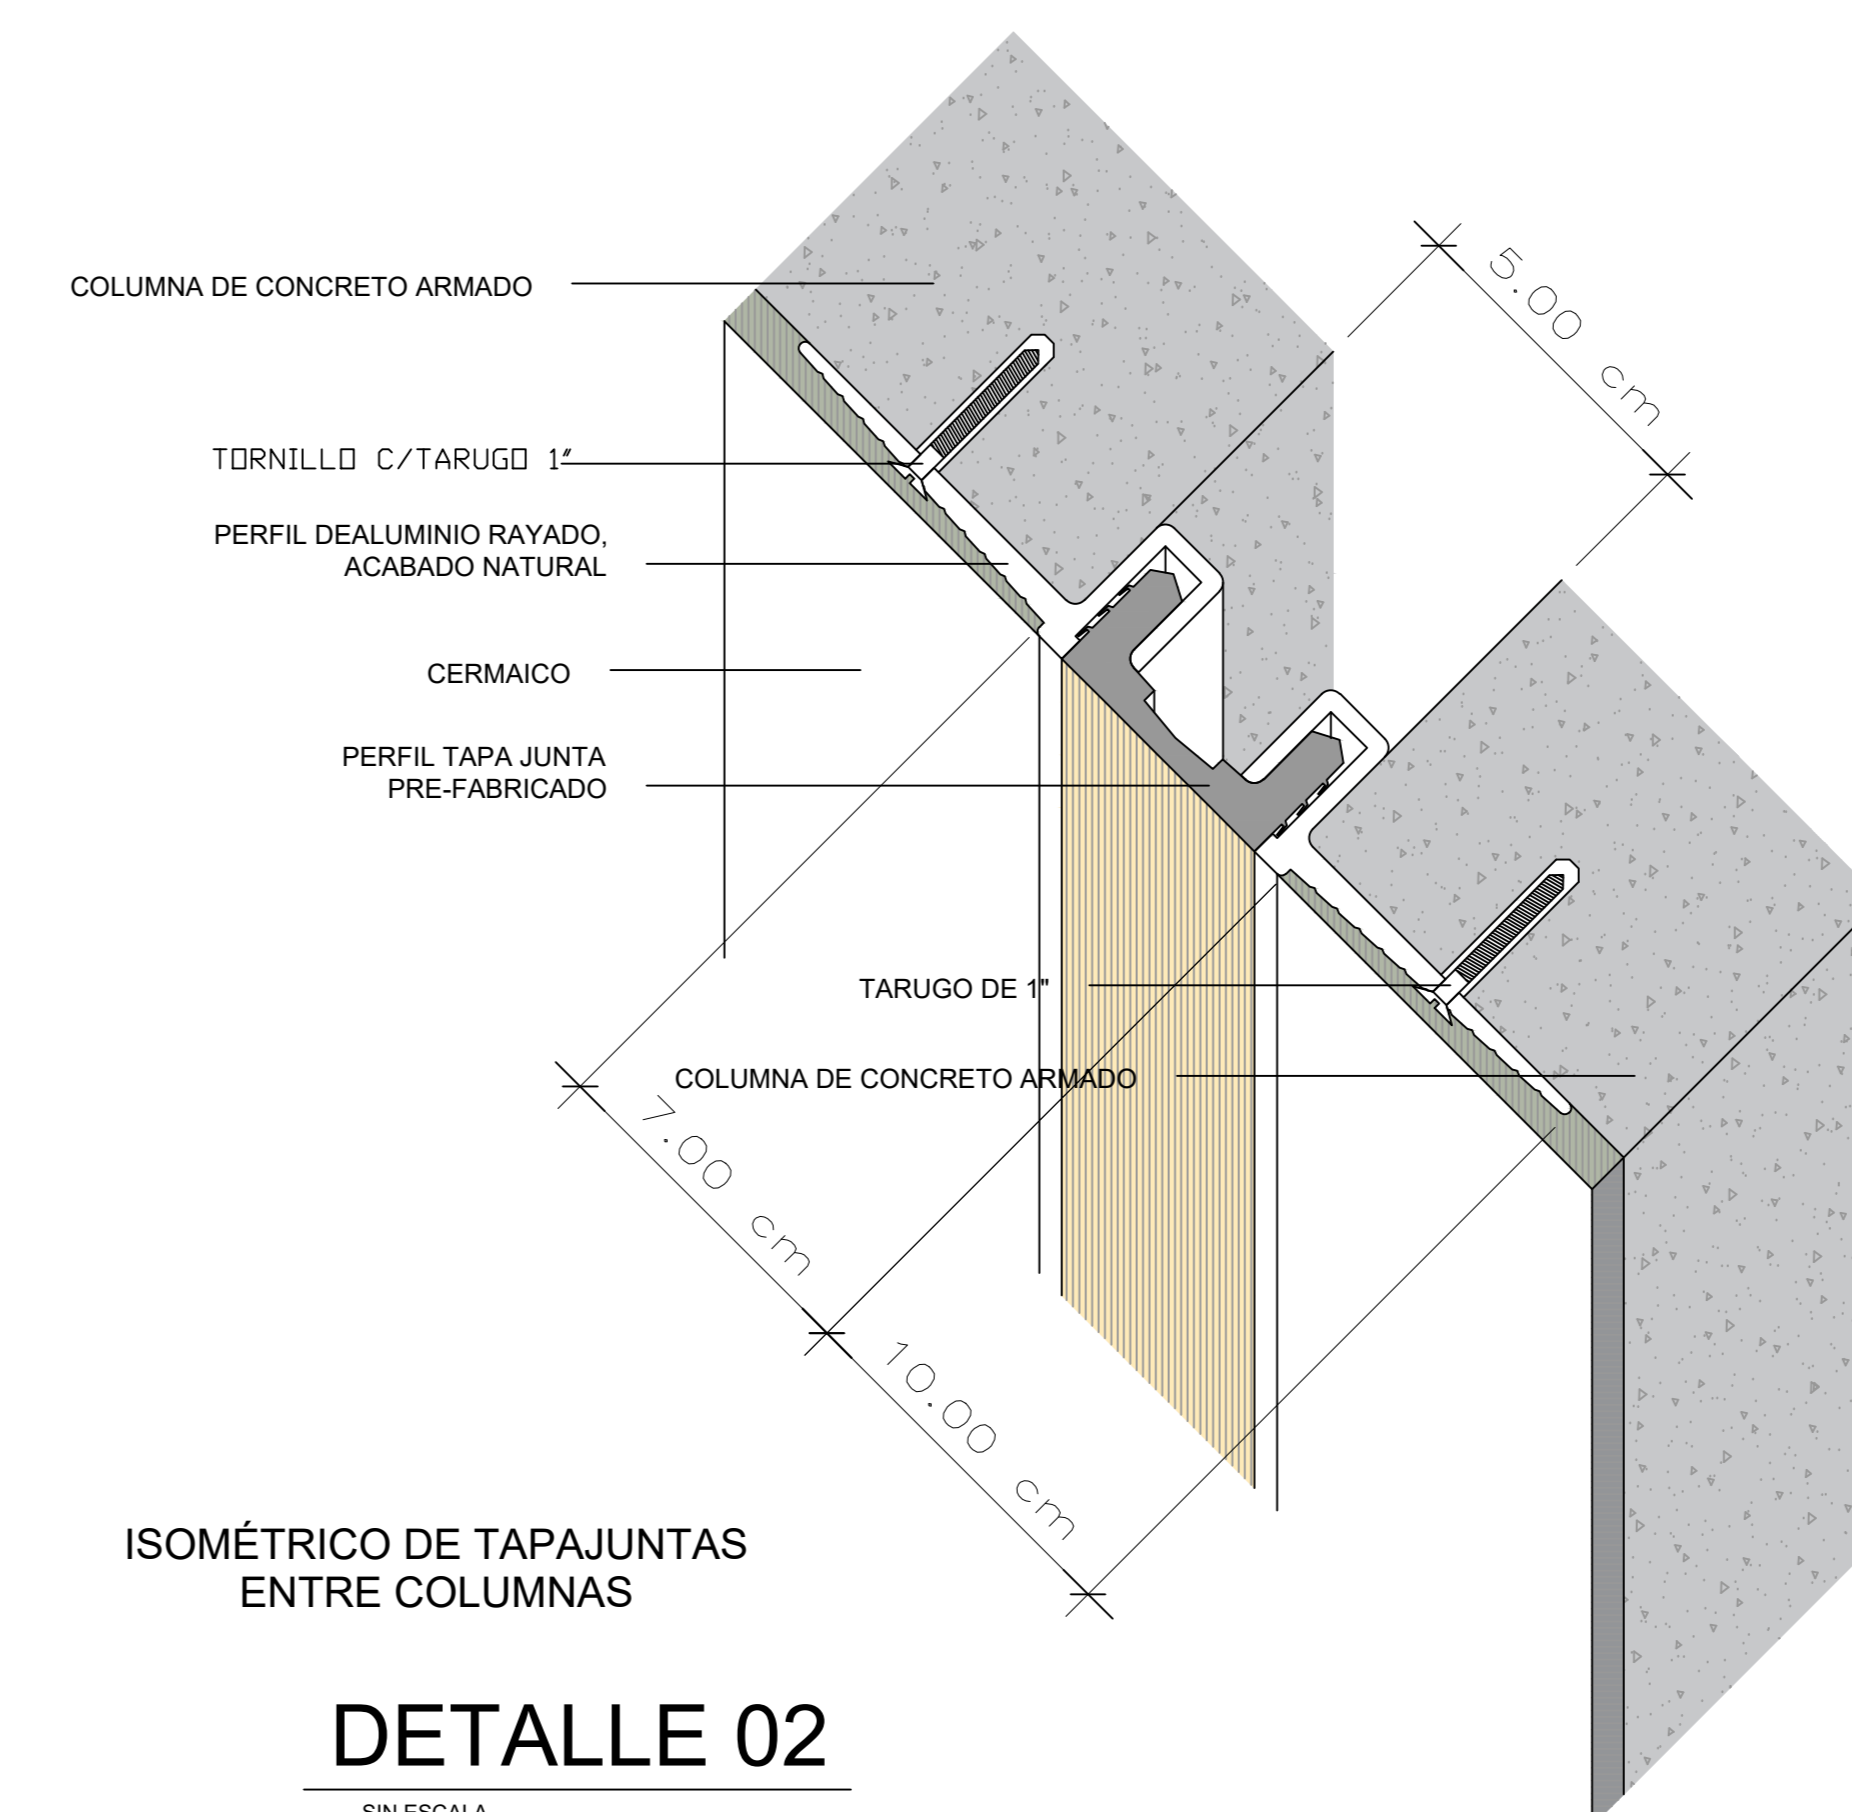 COLUMNA DE CONCRETO ARMADO
5.00 cm
TORNILLO C/TARUGO 1"
PERFIL DEALUMINIO RAYADO,
ACABADO NATURAL
CERMAICO
PERFIL TAPA JUNTA
PRE-FABRICADO
TARUGO DE 1"
COLUMNA DE CONCRETO ARMADO
7.00 cm
10.00 cm
ISOMÉTRICO DE TAPAJUNTAS
ENTRE COLUMNAS
DETALLE 02
SIN ESCALA